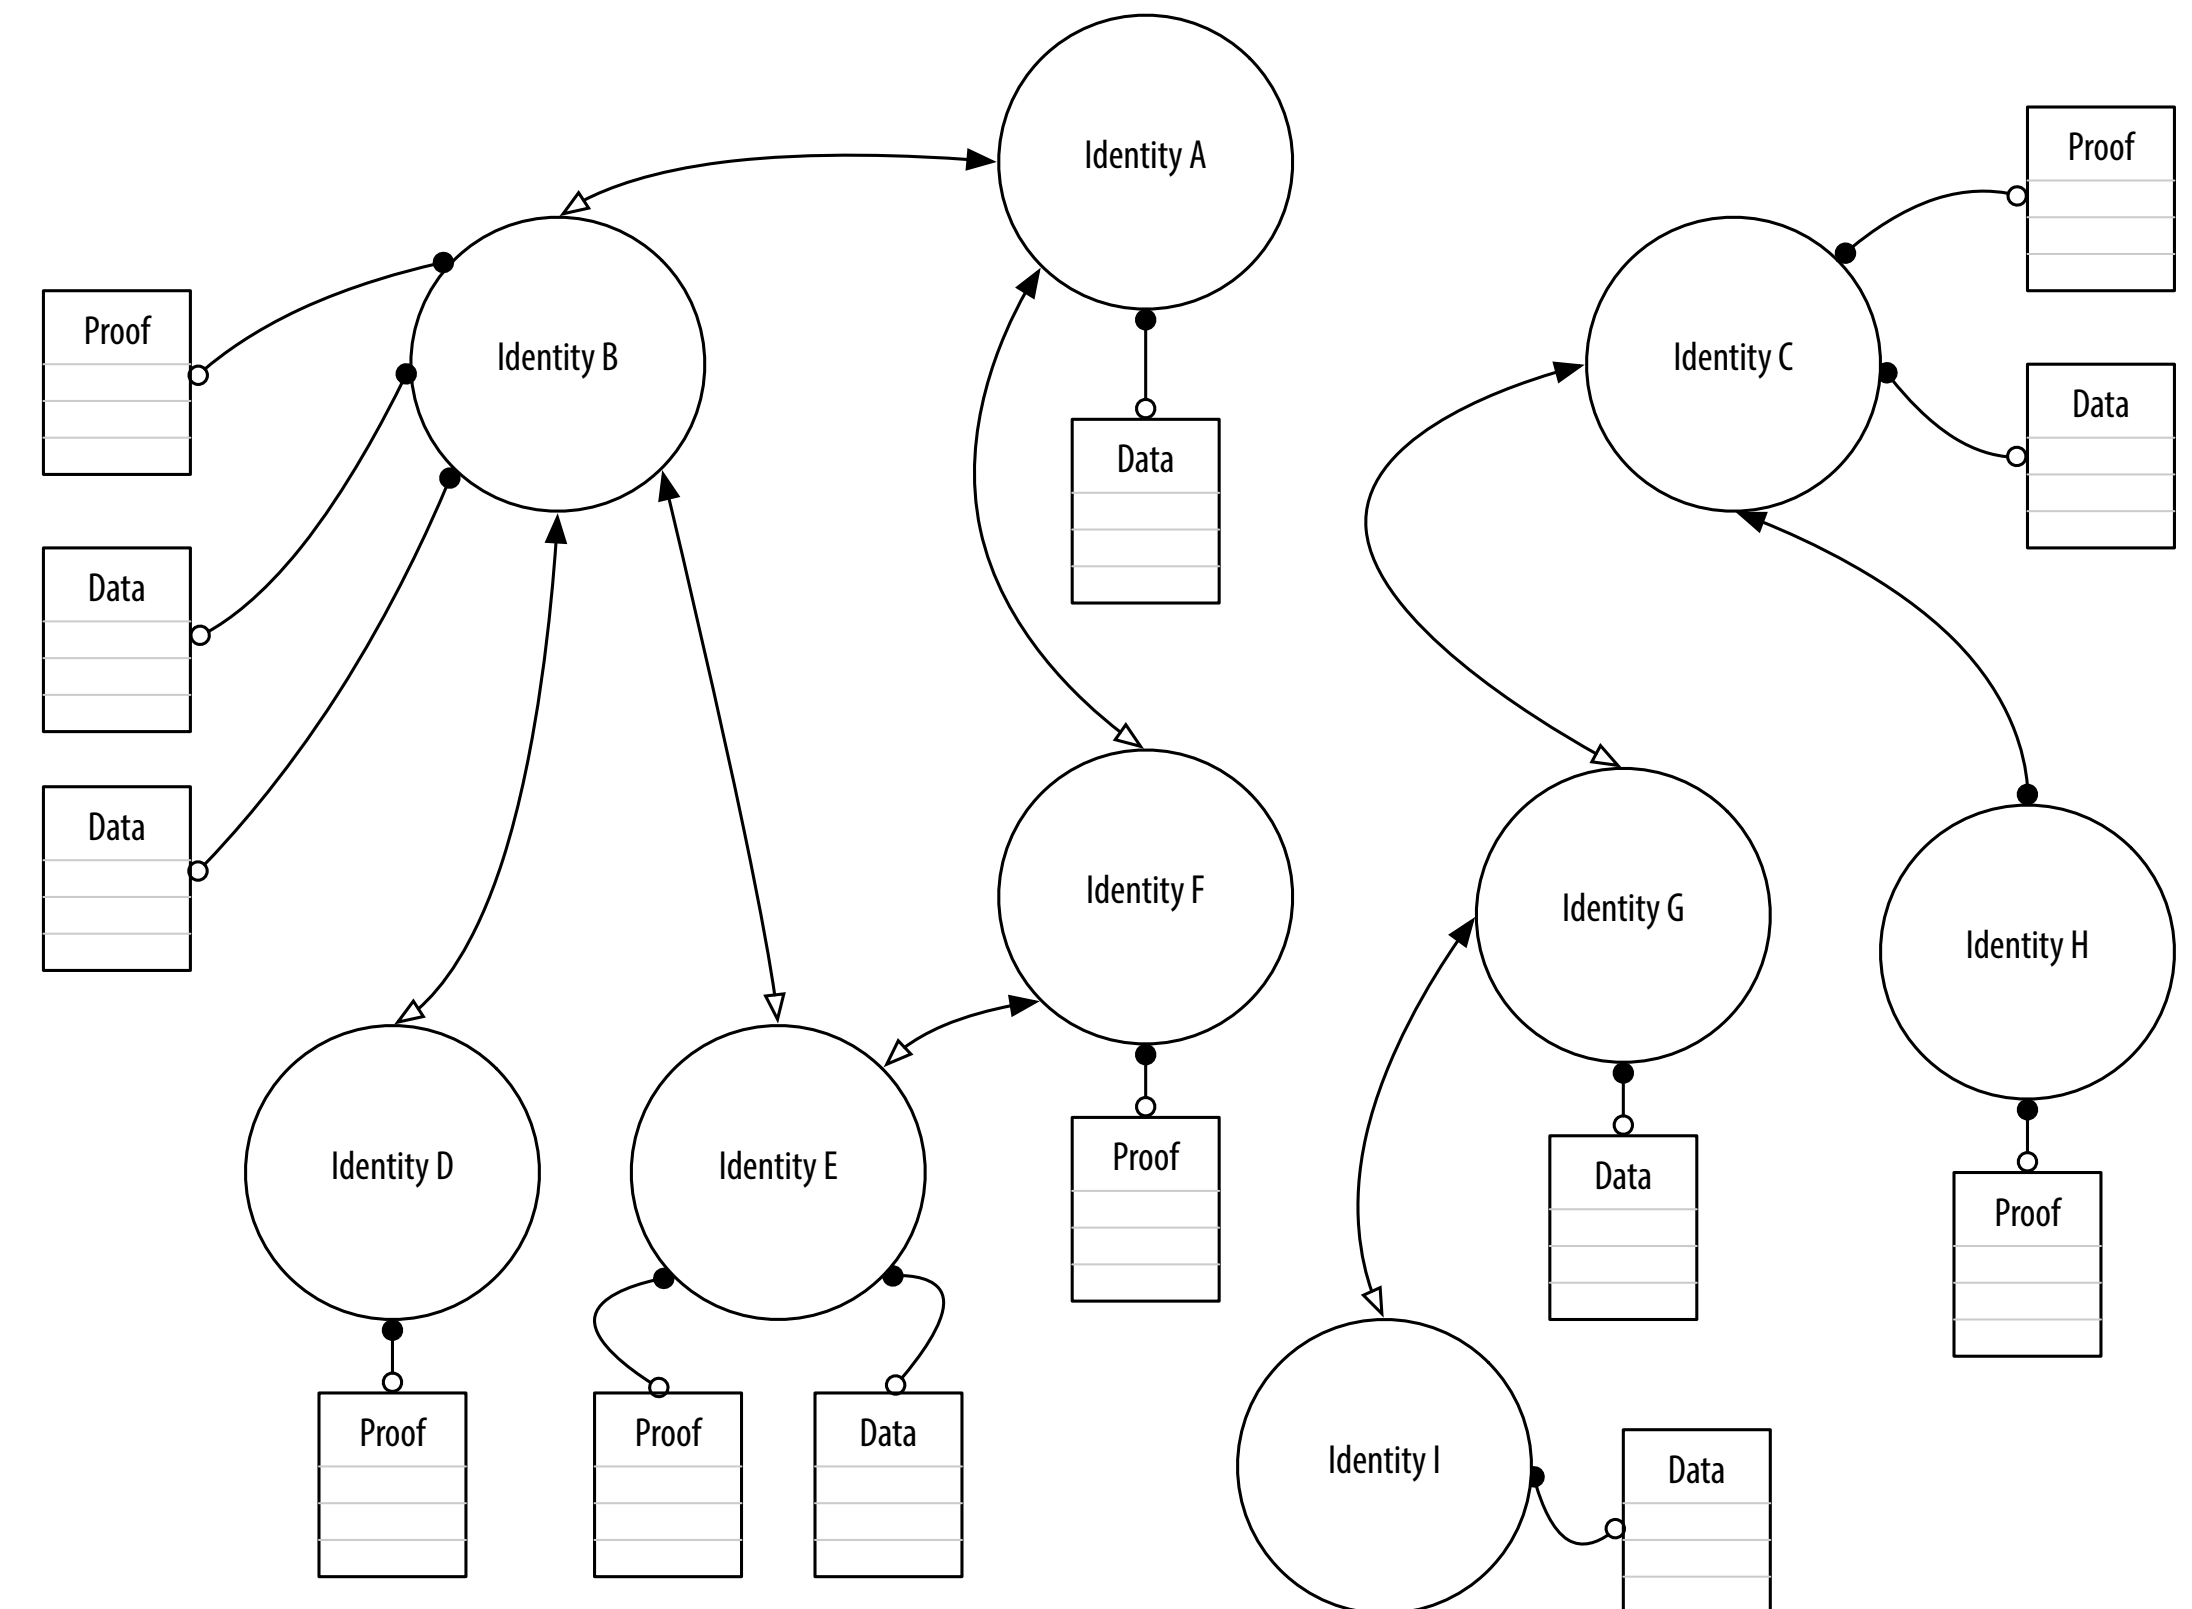 Identity A
Proof
Identity B
Identity C
Proof
Data
Data
Data
Data
Identity F
Identity G
Identity H
Identity D
Identity E
Proof
Data
Proof
Proof
Proof
Data
Identity I
Data